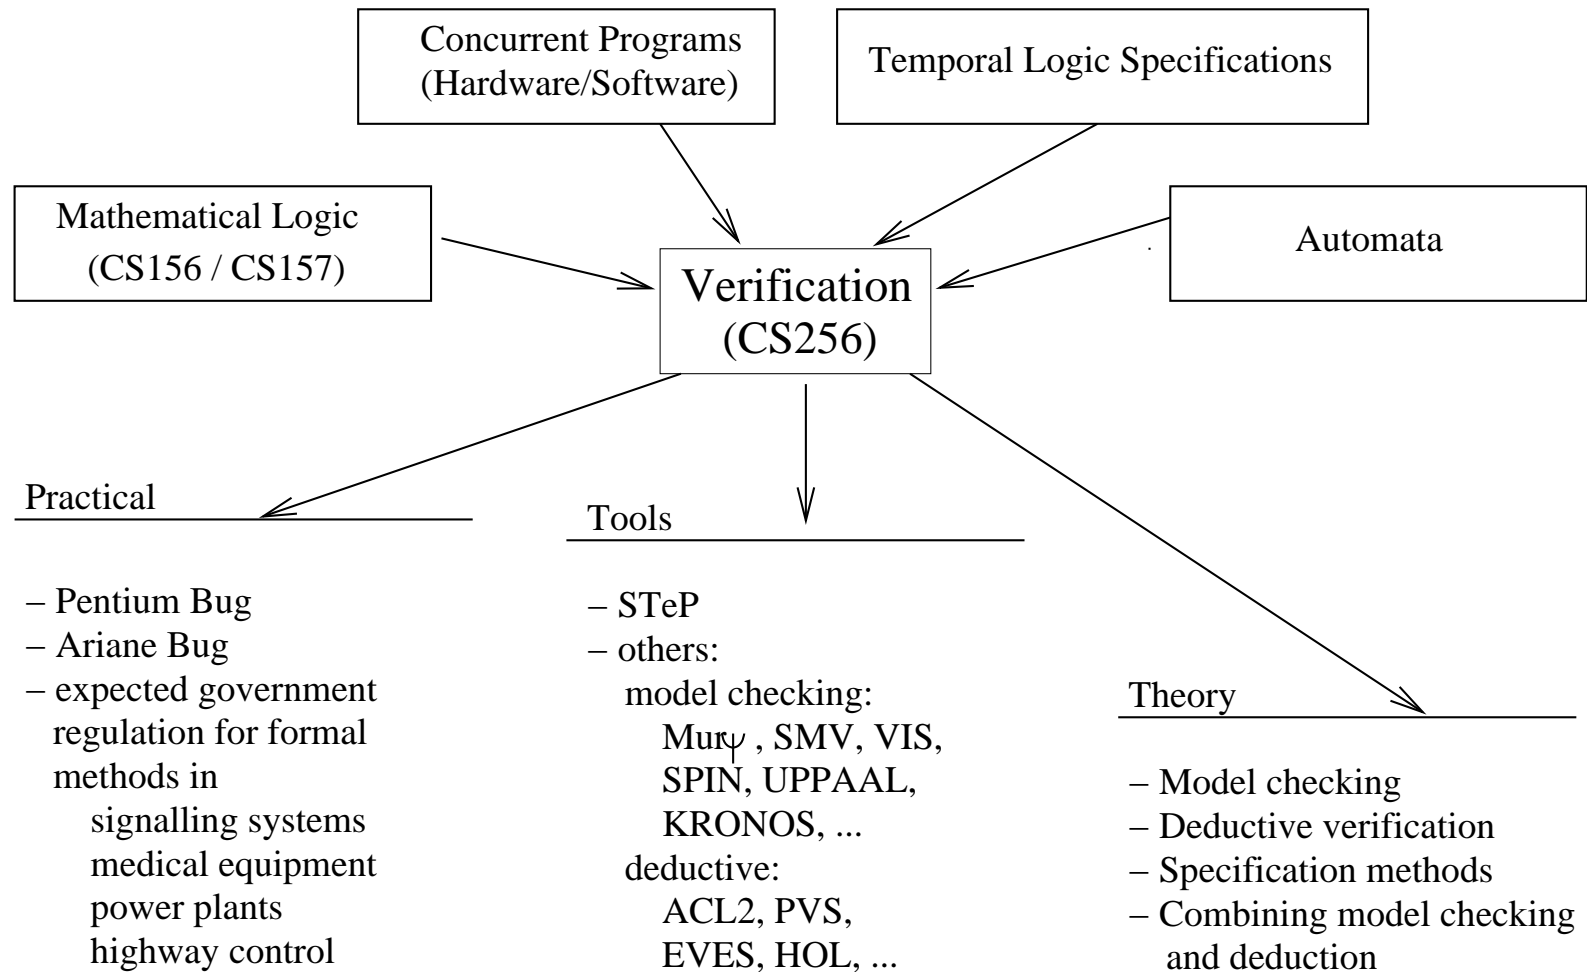 Concurrent Programs
(Hardware/Software)
Temporal Logic Specifications
Mathematical Logic
(CS156 / CS157)
Automata
Verification
(CS256)
Practical
– Pentium Bug
– Ariane Bug
– expected government
regulation for formal
methods in
signalling systems
medical equipment
power plants
highway control
Tools
– STeP
– others:
model checking:
Murψ , SMV, VIS,
SPIN, UPPAAL,
KRONOS, ...
deductive:
ACL2, PVS,
EVES, HOL, ...
Theory
– Model checking
– Deductive verification
– Specification methods
– Combining model checking
and deduction